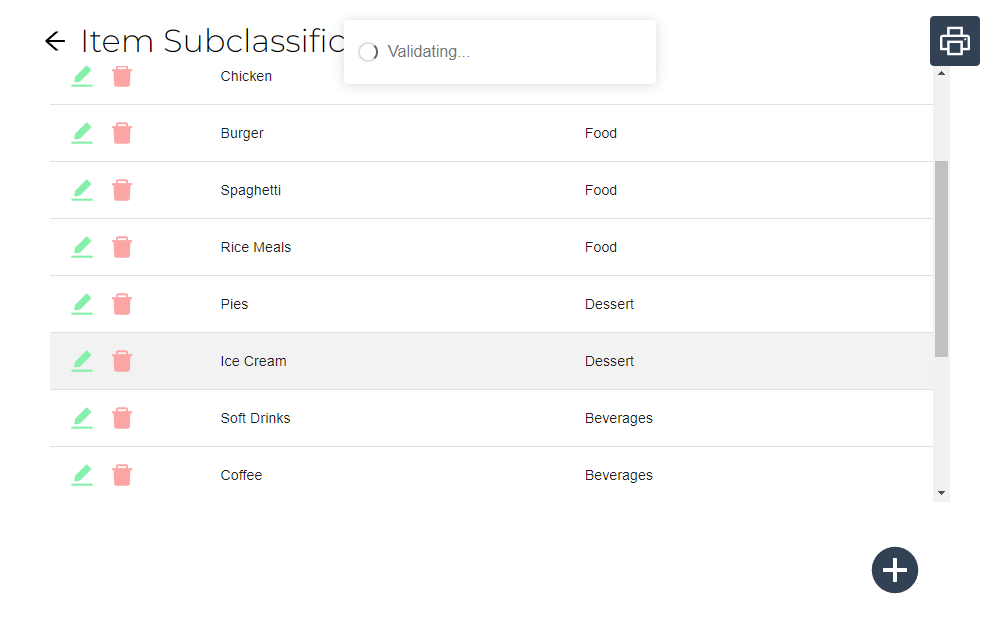 Item Subclassific
Validating...
Chicken
Burger Food
Spaghetti Food
Rice Meals Food
Pies Dessert
Ice Cream Dessert
Soft Drinks Beverages
Coffee Beverages